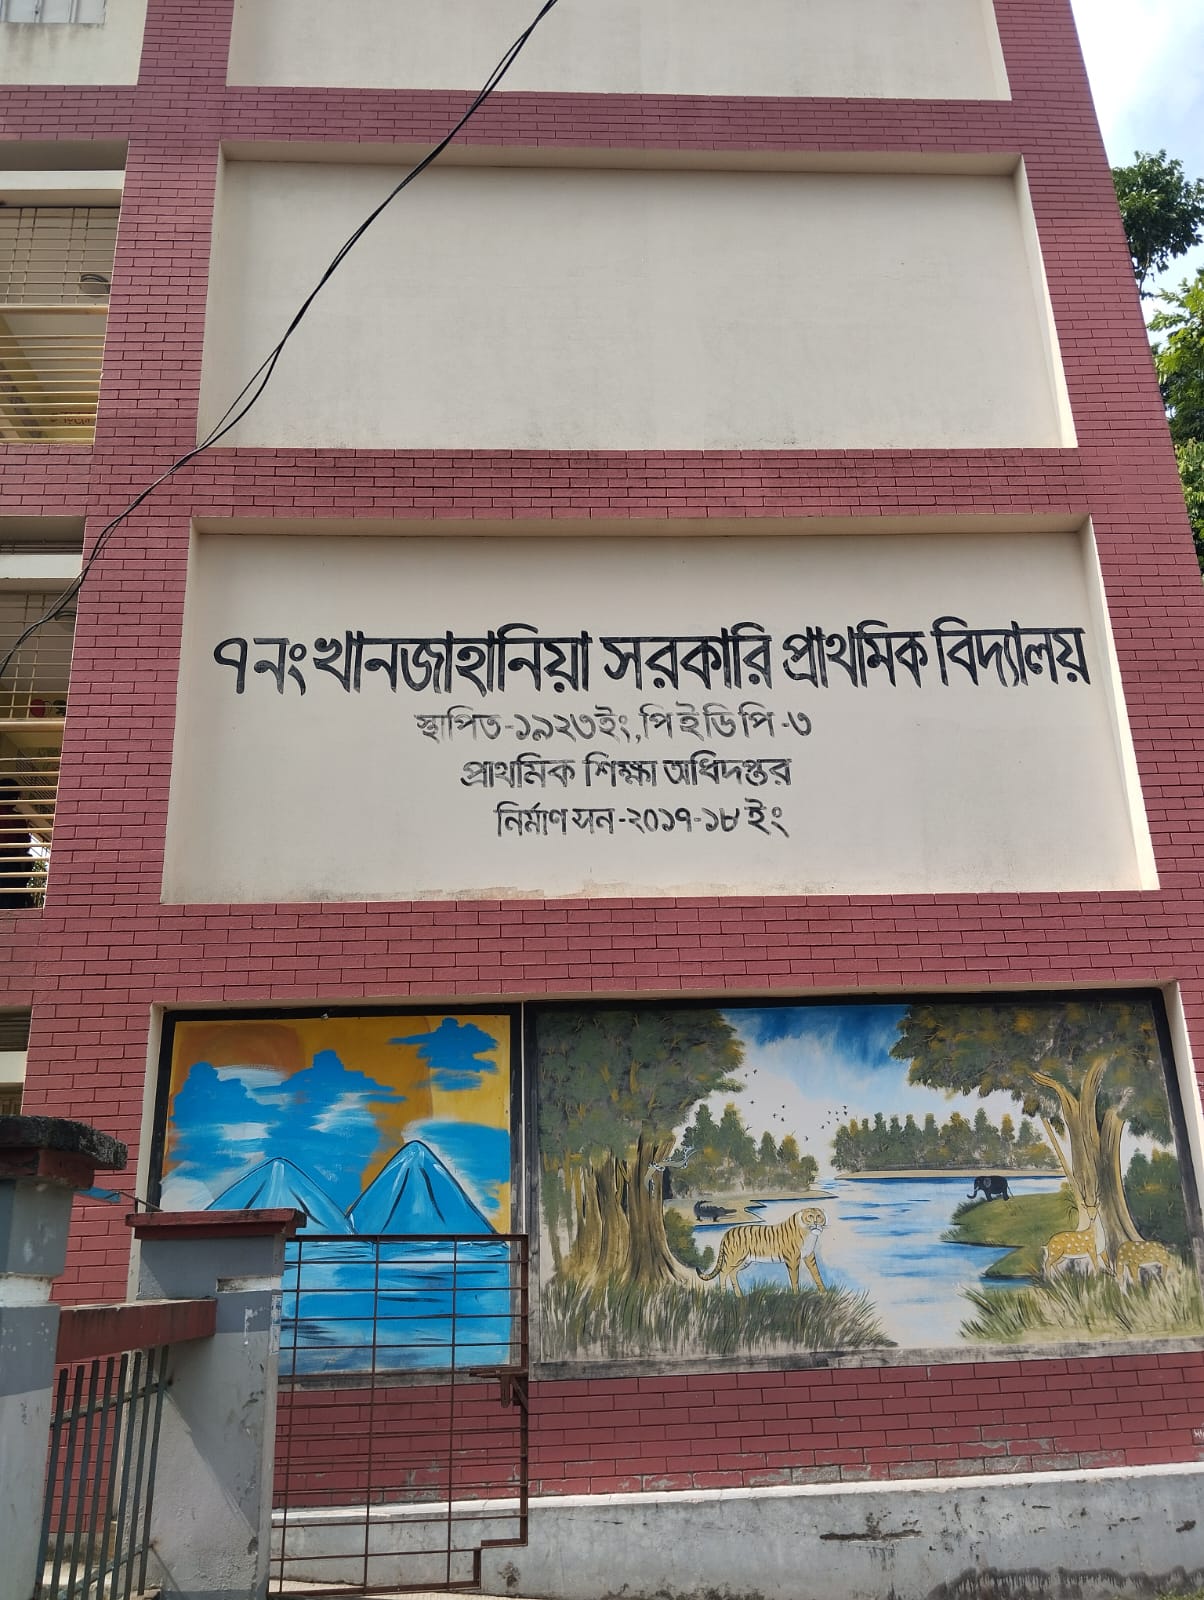 ৭নং খানজাহানিয়া সরকারি প্রাথমিক বিদ্যালয়
স্থাপিত-১৯২৩ইং, পিইডিপি-৩
প্রাথমিক শিক্ষা অধিদপ্তর
নির্মাণ সন-২০১৭-১৮ ইং